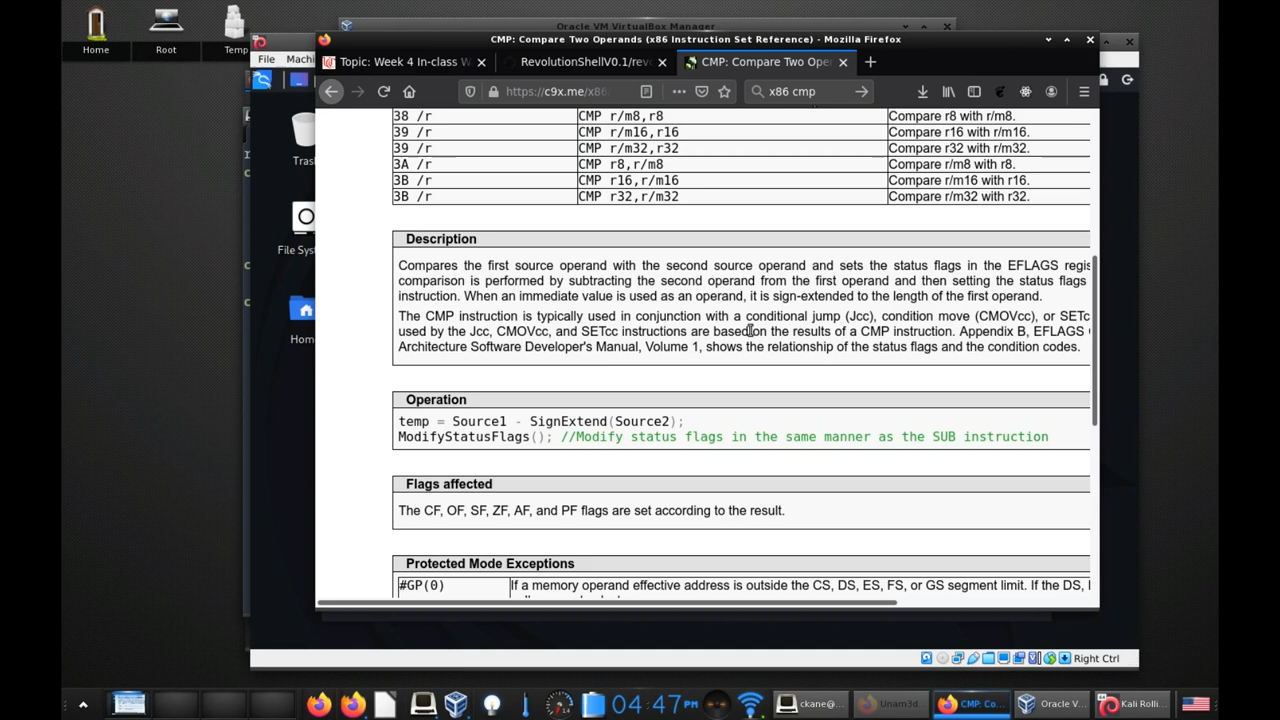 Oracle VM VirtualBox Manager
Home
Root
Temp
File
Machi
CMP: Compare Two Operands (x86 Instruction Set Reference) - Mozilla Firefox
Topic: Week 4 In-class W
RevolutionShellV0.1/revo
CMP: Compare Two Oper
https://c9x.me/x86
x86 cmp
38 /r CMP r/m8,r8 Compare r8 with r/m8.
39 /r CMP r/m16,r16 Compare r16 with r/m16.
39 /r CMP r/m32,r32 Compare r32 with r/m32.
3A /r CMP r8,r/m8 Compare r/m8 with r8.
3B /r CMP r16,r/m16 Compare r/m16 with r16.
3B /r CMP r32,r/m32 Compare r/m32 with r32.
Trash
File Sys
Home
Description
Compares the first source operand with the second source operand and sets the status flags in the EFLAGS regis
comparison is performed by subtracting the second operand from the first operand and then setting the status flags
instruction. When an immediate value is used as an operand, it is sign-extended to the length of the first operand.
The CMP instruction is typically used in conjunction with a conditional jump (Jcc), condition move (CMOVcc), or SETc
used by the Jcc, CMOVcc, and SETcc instructions are based on the results of a CMP instruction. Appendix B, EFLAGS
Architecture Software Developer's Manual, Volume 1, shows the relationship of the status flags and the condition codes.
Operation
temp = Source1 - SignExtend(Source2);
ModifyStatusFlags(); //Modify status flags in the same manner as the SUB instruction
Flags affected
The CF, OF, SF, ZF, AF, and PF flags are set according to the result.
Protected Mode Exceptions
#GP(0) If a memory operand effective address is outside the CS, DS, ES, FS, or GS segment limit. If the DS,
Right Ctrl
04:47PM
ckane@...
Unam3d...
CMP: Co...
Oracle V...
Kali Rolli...